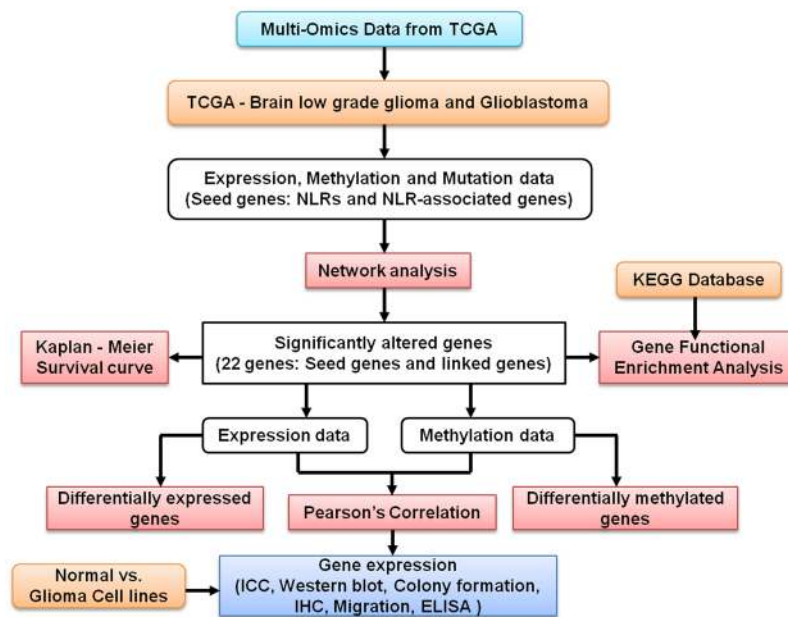 Multi-Omics Data from TCGA
TCGA - Brain low grade glioma and Glioblastoma
Expression, Methylation and Mutation data
(Seed genes: NLRs and NLR-associated genes)
Network analysis
KEGG Database
Kaplan - Meier
Survival curve
Significantly altered genes
(22 genes: Seed genes and linked genes)
Gene Functional
Enrichment Analysis
Expression data
Methylation data
Differentially expressed
genes
Pearson's Correlation
Differentially methylated
genes
Normal vs.
Glioma Cell lines
Gene expression
(ICC, Western blot, Colony formation,
IHC, Migration, ELISA )